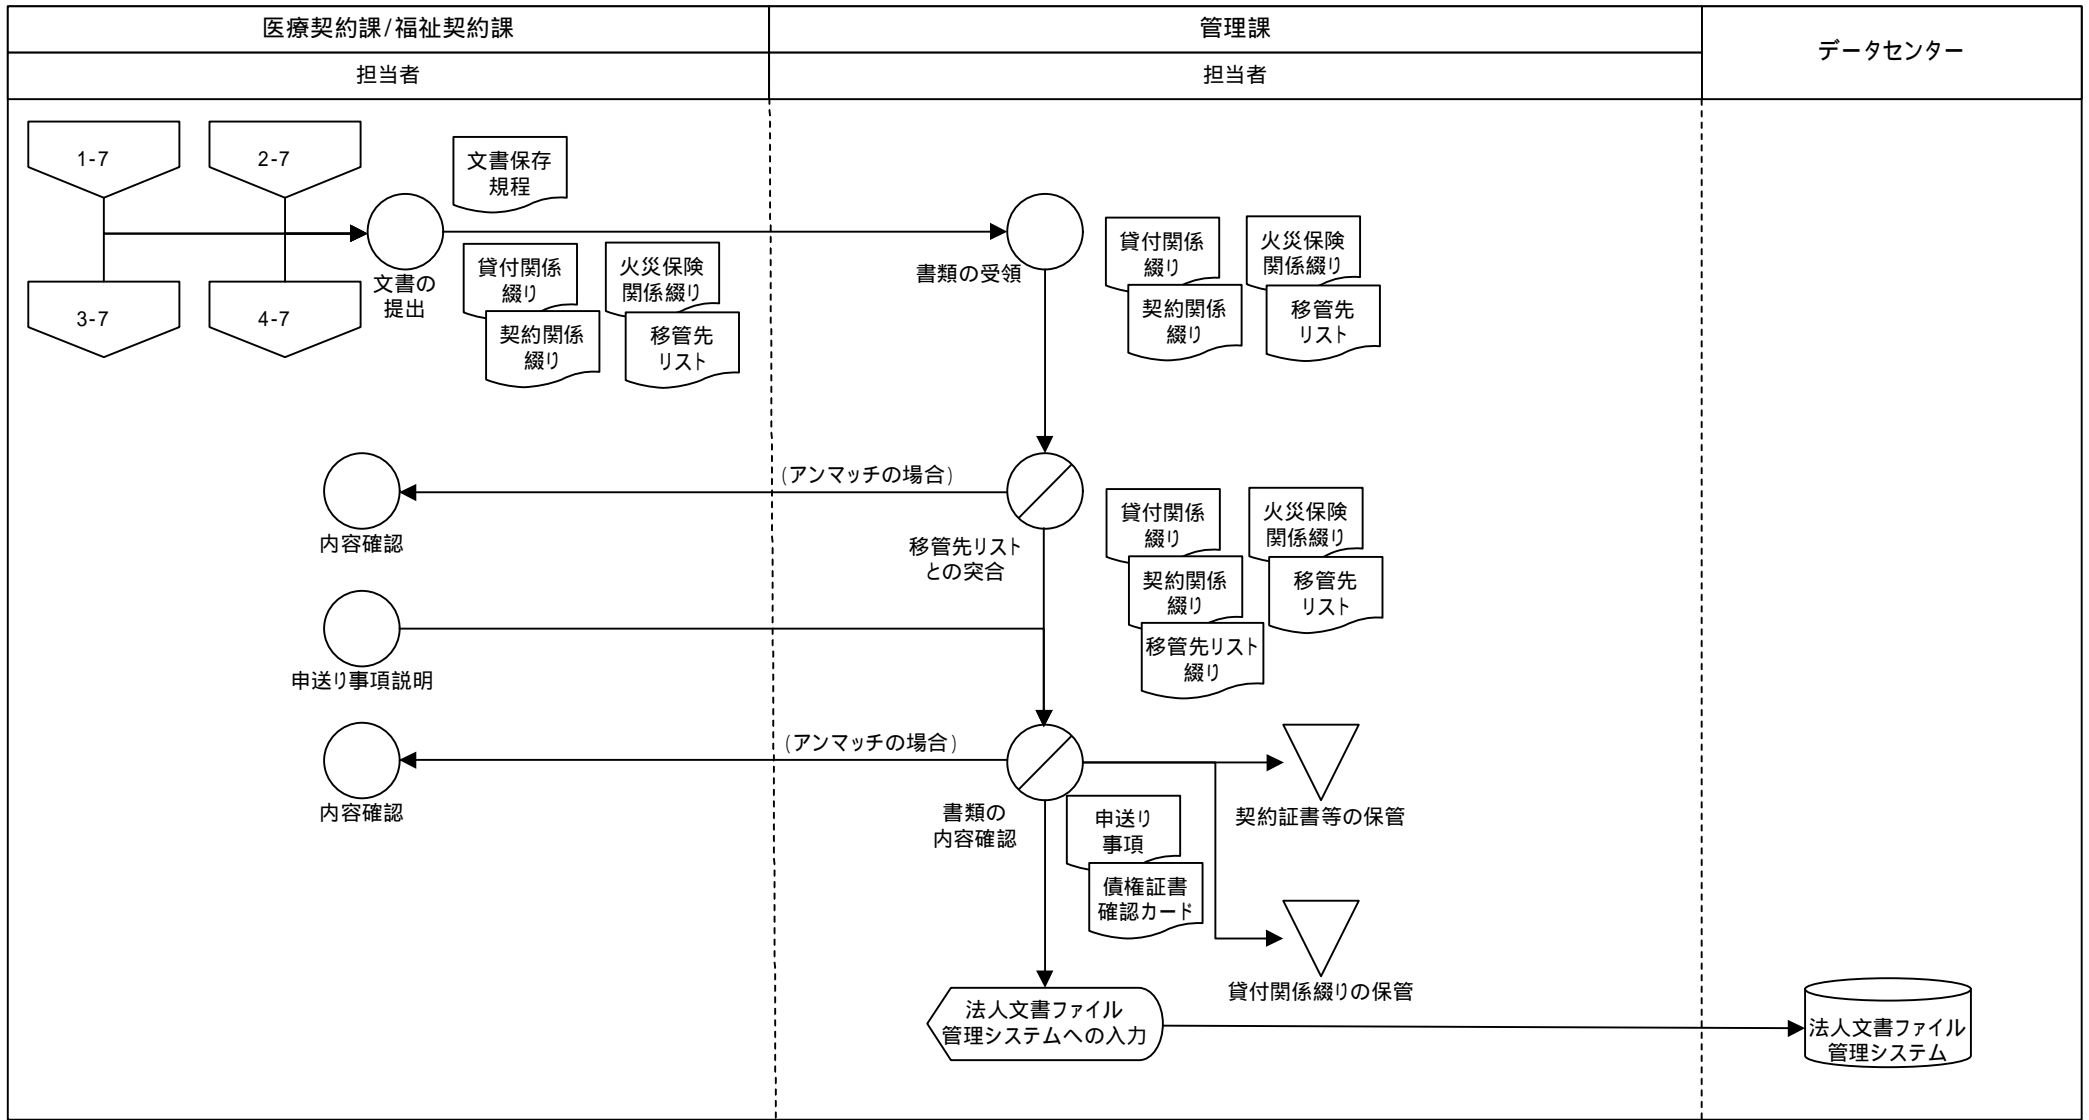 医療契約課/福祉契約課
管理課
データセンター
担当者
担当者
1-7
2-7
文書保存
規程
3-7
4-7
文書の
提出
貸付関係
綴り
契約関係
綴り
火災保険
関係綴り
移管先
リスト
書類の受領
貸付関係
綴り
契約関係
綴り
火災保険
関係綴り
移管先
リスト
(アンマッチの場合)
内容確認
移管先リスト
との突合
貸付関係
綴り
契約関係
綴り
移管先リスト
綴り
火災保険
関係綴り
移管先
リスト
申送り事項説明
(アンマッチの場合)
内容確認
書類の
内容確認
申送り
事項
債権証書
確認カード
契約証書等の保管
貸付関係綴りの保管
法人文書ファイル
管理システムへの入力
法人文書ファイル
管理システム